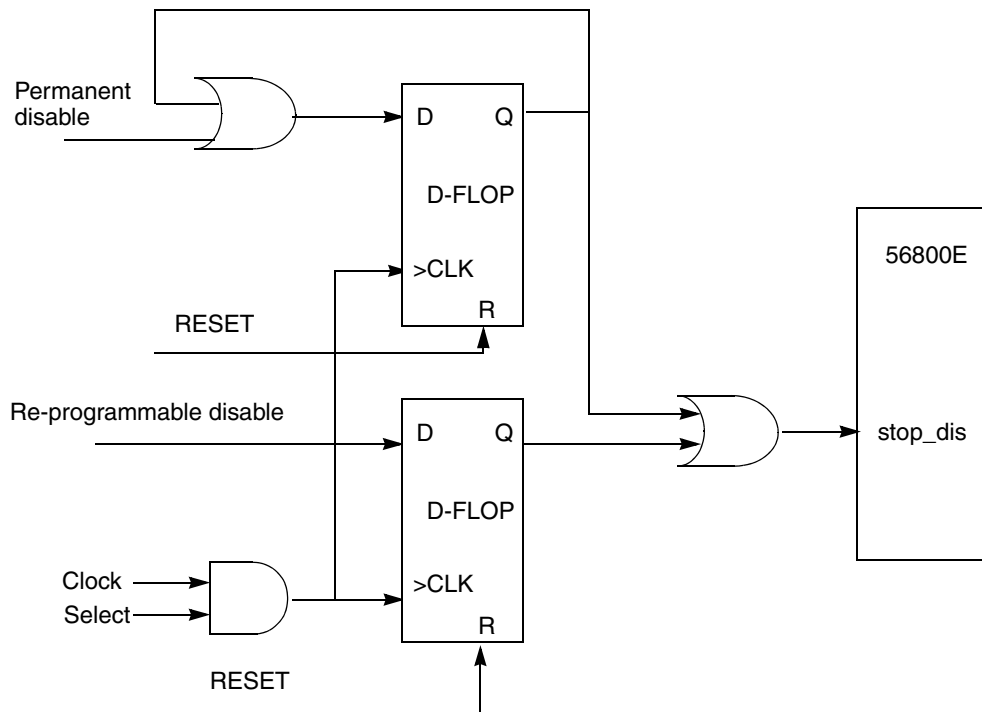 Permanent
disable
D
Q
D-FLOP
>CLK
R
RESET
56800E
stop_dis
Re-programmable disable
D
Q
D-FLOP
>CLK
R
Clock
Select
RESET